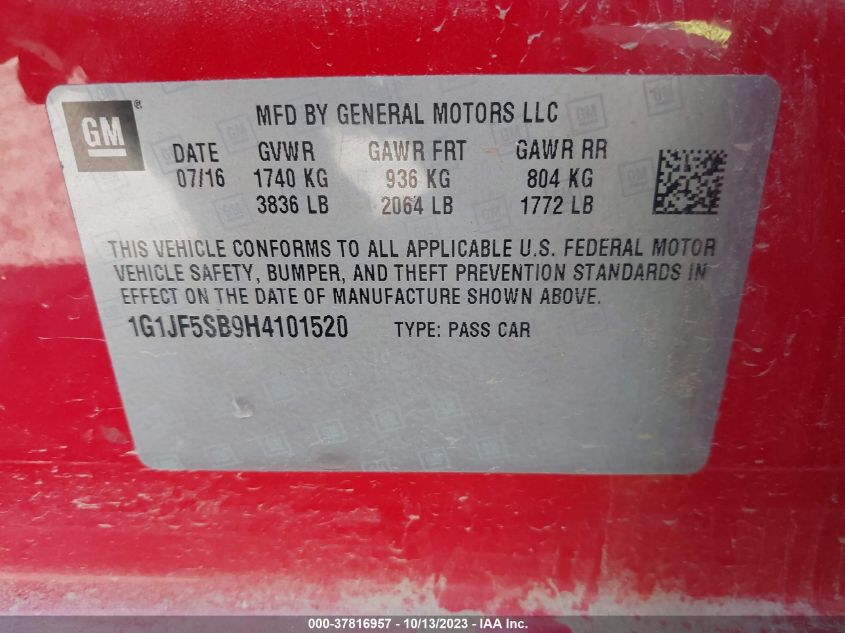 GM ®
MFD BY GENERAL MOTORS LLC
DATE GVWR GAWR FRT GAWR RR
07/16 1740 KG 936 KG 804 KG
3836 LB 2064 LB 1772 LB
THIS VEHICLE CONFORMS TO ALL APPLICABLE U.S. FEDERAL MOTOR
VEHICLE SAFETY, BUMPER, AND THEFT PREVENTION STANDARDS IN
EFFECT ON THE DATE OF MANUFACTURE SHOWN ABOVE.
1G1JF5SB9H4101520 TYPE: PASS CAR
000-37816957 - 10/13/2023 - © IAA Inc.